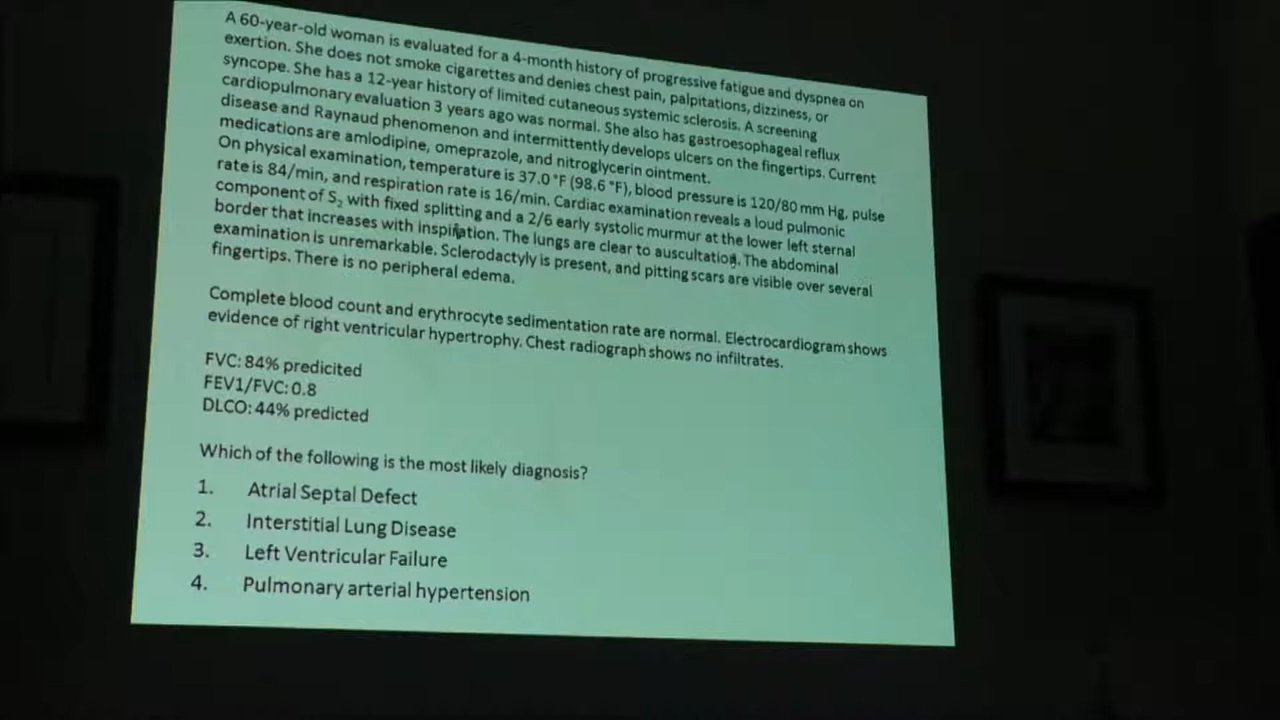 A 60-year-old woman is evaluated for a 4-month history of progressive fatigue and dyspnea on
exertion. She does not smoke cigarettes and denies chest pain, palpitations, dizziness, or
syncope. She has a 12-year history of limited cutaneous systemic sclerosis. A screening
cardiopulmonary evaluation 3 years ago was normal. She also has gastroesophageal reflux
disease and Raynaud phenomenon and intermittently develops ulcers on the fingertips. Current
medications are amlodipine, omeprazole, and nitroglycerin ointment.
On physical examination, temperature is 37.0 °F (98.6 °F), blood pressure is 120/80 mm Hg, pulse
rate is 84/min, and respiration rate is 16/min. Cardiac examination reveals a loud pulmonic
component of S2 with fixed splitting and a 2/6 early systolic murmur at the lower left sternal
border that increases with inspiration. The lungs are clear to auscultation. The abdominal
examination is unremarkable. Sclerodactyly is present, and pitting scars are visible over several
fingertips. There is no peripheral edema.
Complete blood count and erythrocyte sedimentation rate are normal. Electrocardiogram shows
evidence of right ventricular hypertrophy. Chest radiograph shows no infiltrates.
FVC: 84% predicited
FEV1/FVC: 0.8
DLCO: 44% predicted
Which of the following is the most likely diagnosis?
1. Atrial Septal Defect
2. Interstitial Lung Disease
3. Left Ventricular Failure
4. Pulmonary arterial hypertension